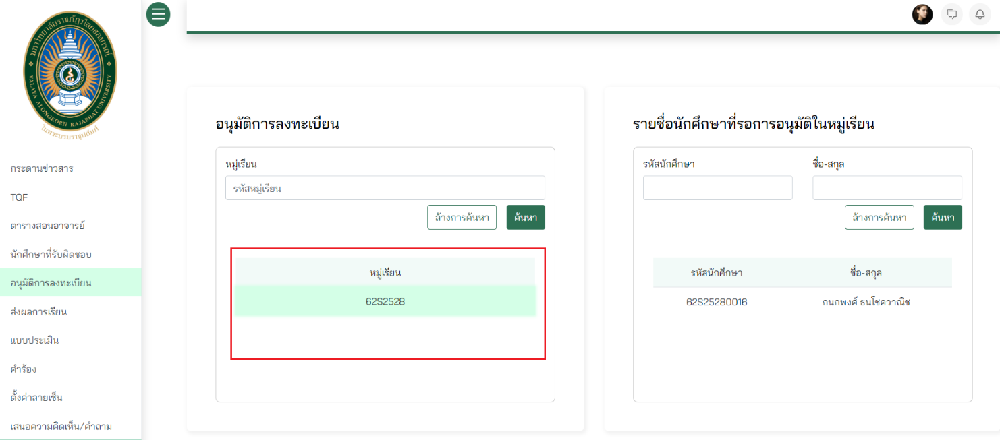 มหาวิทยาลัยราชภัฏวไลยอลงกรณ์
VALAYA ALONGKORN RAJABHAT UNIVERSITY
ในพระบรมราชูปถัมภ์
กระดานข่าวสาร
TQF
ตารางสอนอาจารย์
นักศึกษาที่รับผิดชอบ
อนุมัติการลงทะเบียน
ส่งผลการเรียน
แบบประเมิน
คำร้อง
ตั้งค่าลายเซ็น
เสนอความคิดเห็น/คำถาม
อนุมัติการลงทะเบียน
หมู่เรียน
รหัสหมู่เรียน
ล้างการค้นหา ค้นหา
หมู่เรียน
62S2528
รายชื่อนักศึกษาที่รอการอนุมัติในหมู่เรียน
รหัสนักศึกษา ชื่อ-สกุล
ล้างการค้นหา ค้นหา
รหัสนักศึกษา ชื่อ-สกุล
62S25280016 กนกพงศ์ ธนโชควาณิช